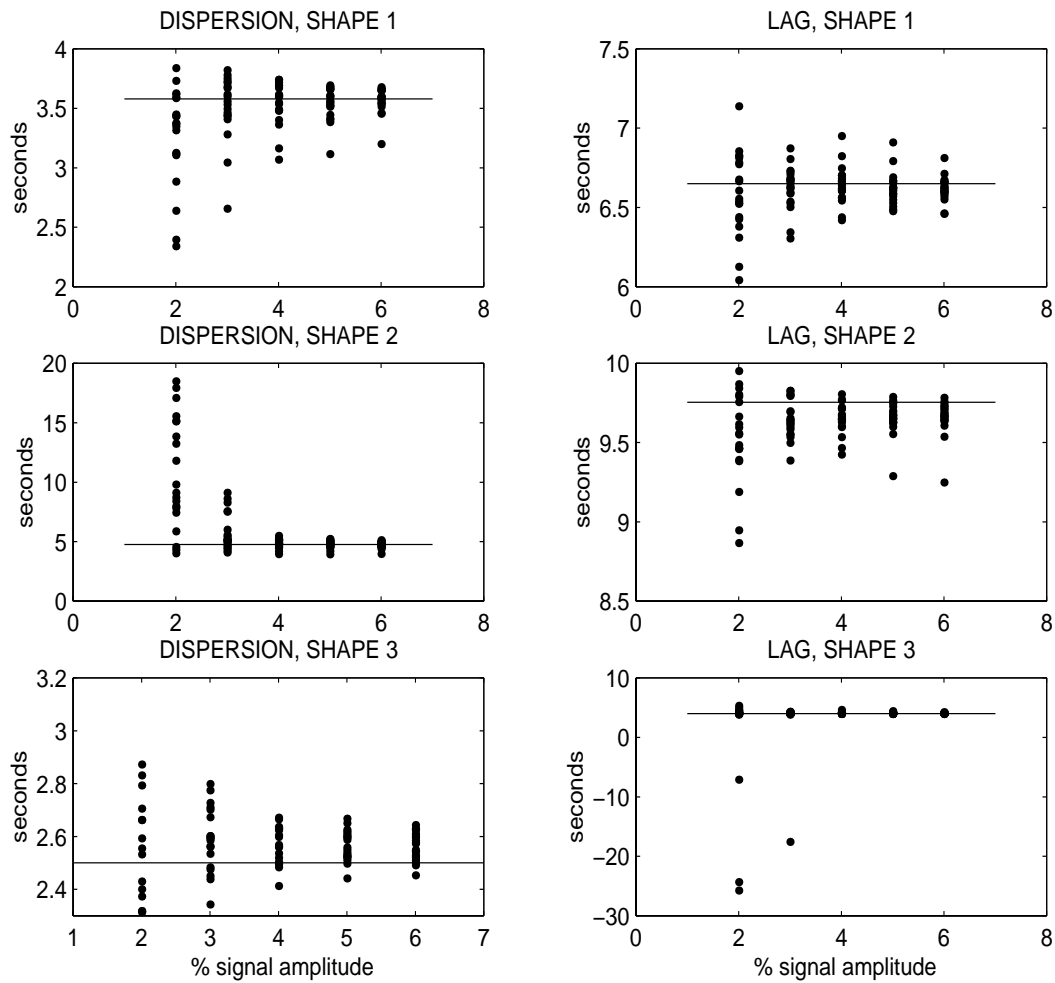 DISPERSION, SHAPE 1
4
3.5
3
2.5
2
seconds
0 2 4 6 8
LAG, SHAPE 1
7.5
7
6.5
6
seconds
0 2 4 6 8
DISPERSION, SHAPE 2
20
15
10
5
0
seconds
0 2 4 6 8
LAG, SHAPE 2
10
9.5
9
8.5
seconds
0 2 4 6 8
DISPERSION, SHAPE 3
3.2
3
2.8
2.6
2.4
seconds
1 2 3 4 5 6 7
% signal amplitude
LAG, SHAPE 3
10
0
−10
−20
−30
seconds
0 2 4 6 8
% signal amplitude